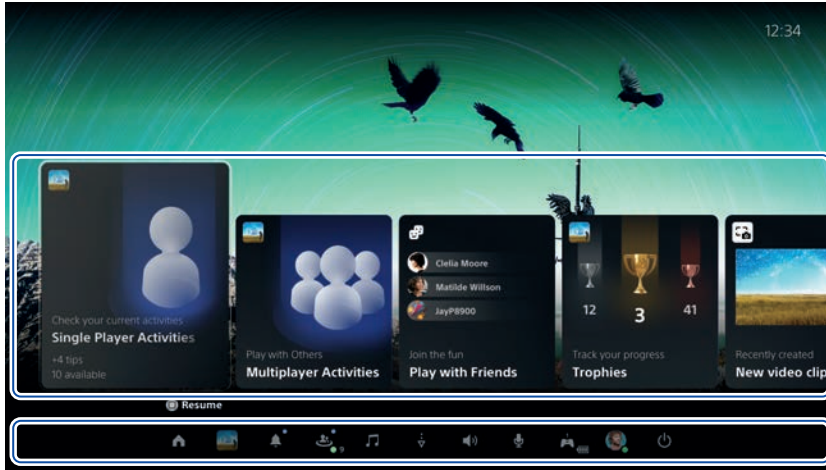 12:34
Check your current activities
Single Player Activities
+4 tips
10 available
Play with Others
Multiplayer Activities
Clelia Moore
Matilde Willson
JayP8900
Join the fun
Play with Friends
12
3
41
Track your progress
Trophies
Recently created
New video clip
Resume
9